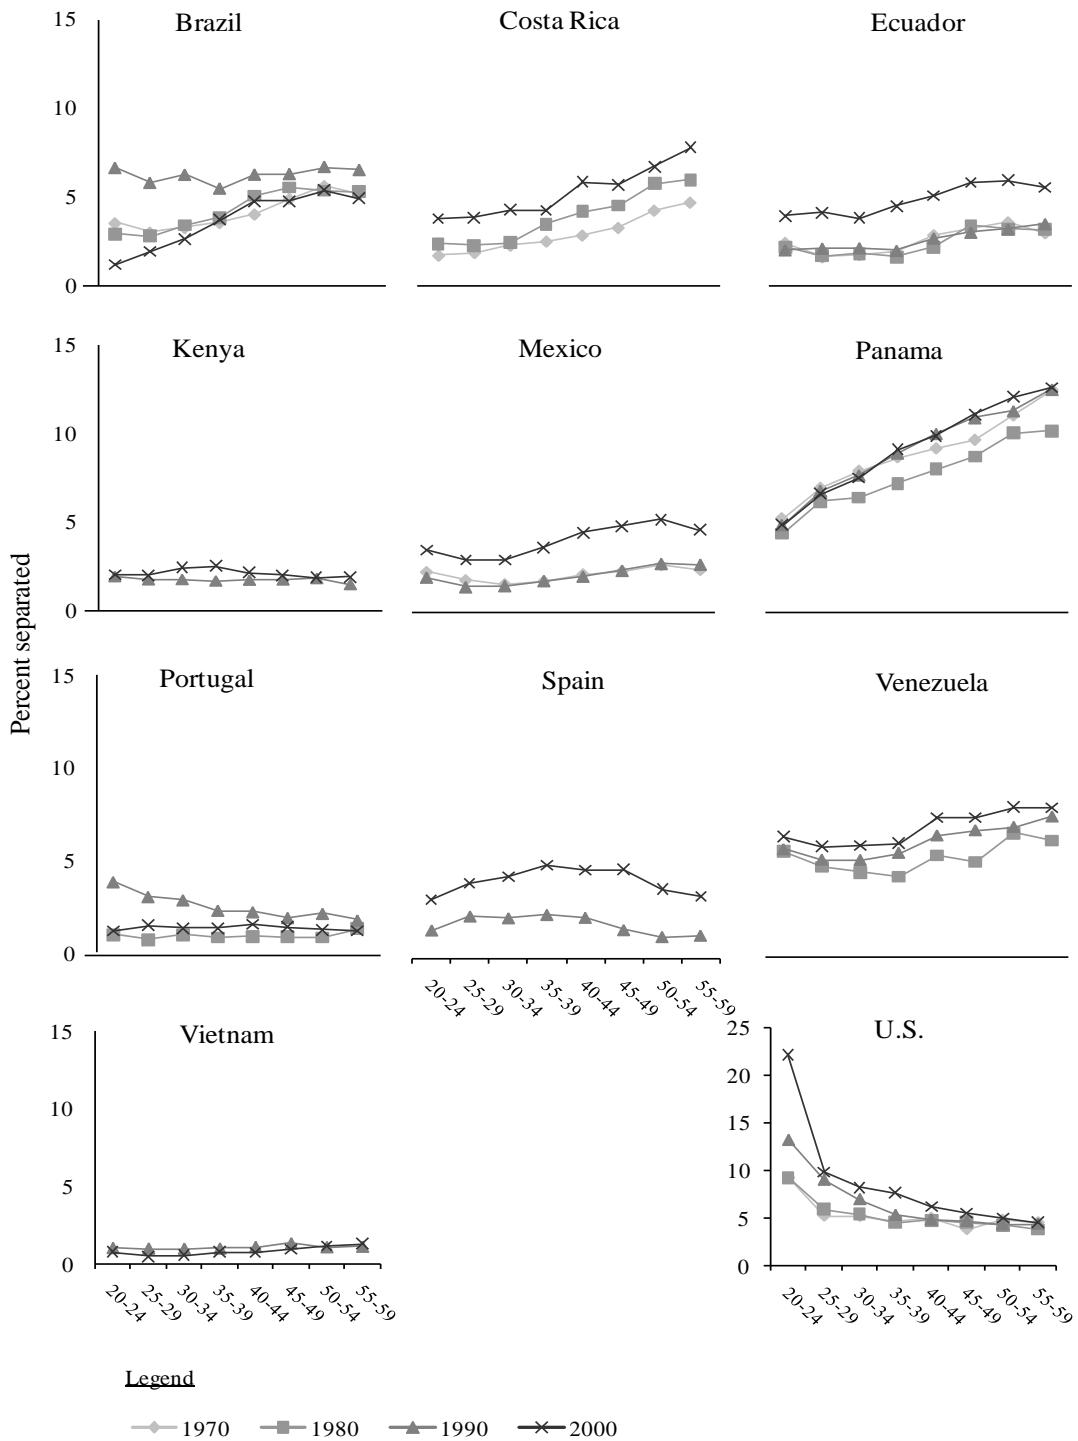 15
Brazil
Costa Rica
Ecuador
10
5
0
15
Kenya
Mexico
Panama
10
5
0
Percent separated
15
Portugal
Spain
Venezuela
10
5
0
20-24 25-29 30-34 35-39 40-44 45-49 50-54 55-59
15
Vietnam
10
5
0
20-24 25-29 30-34 35-39 40-44 45-49 50-54 55-59
25
U.S.
20
15
10
5
0
20-24 25-29 30-34 35-39 40-44 45-49 50-54 55-59
Legend
1970 1980 1990 2000